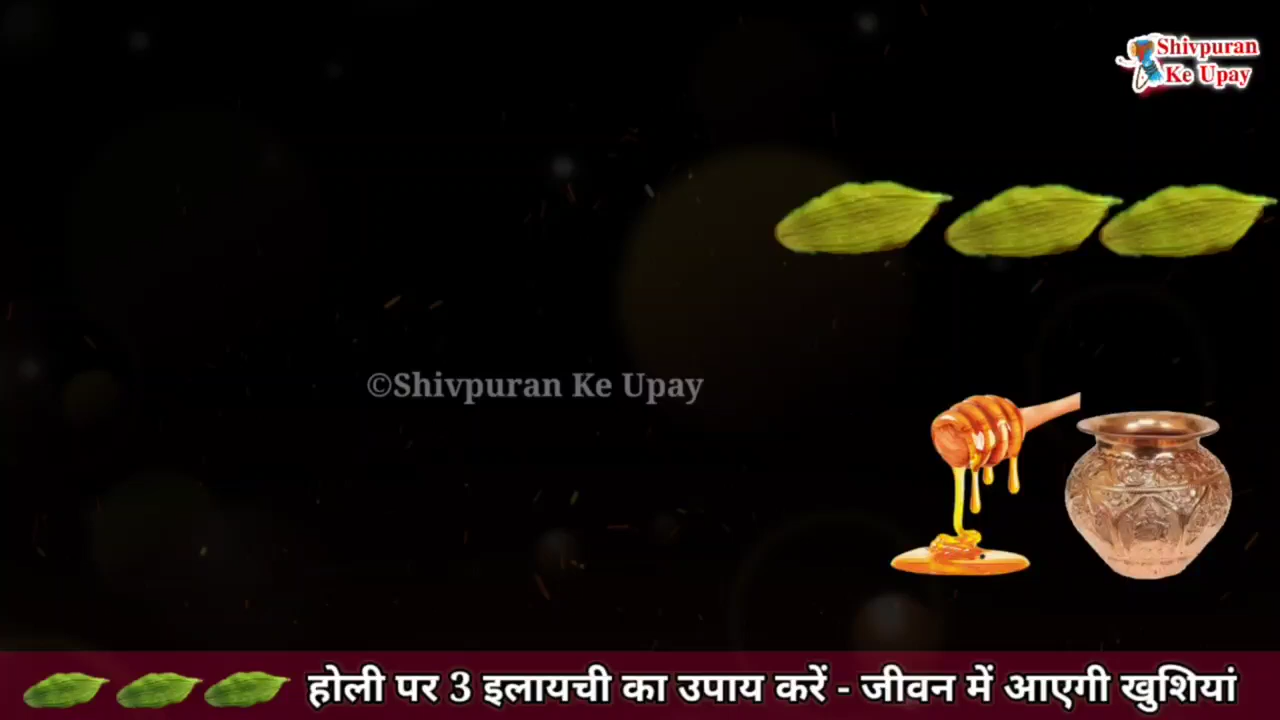 Shivpuran
Ke Upay
©Shivpuran Ke Upay
होली पर 3 इलायची का उपाय करें - जीवन में आएगी खुशियां